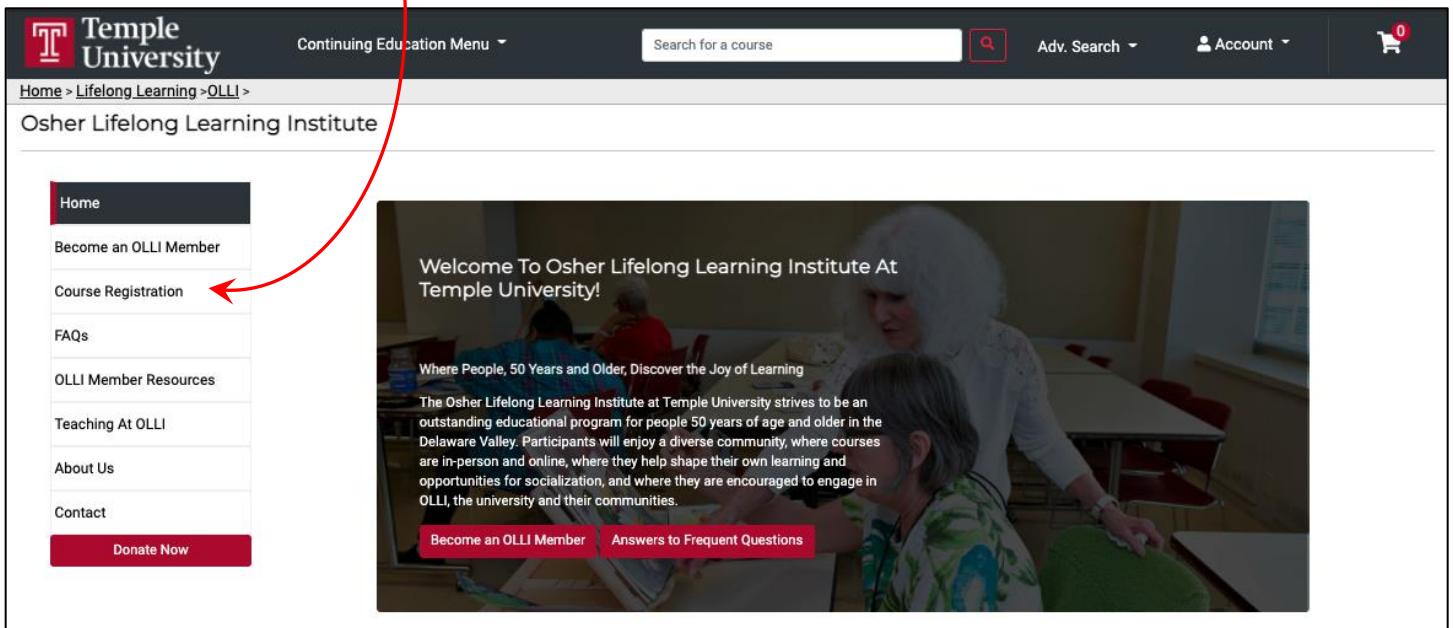 Temple
University
Continuing Education Menu
Search for a course
Adv. Search
Account
0
Home > Lifelong Learning >OLLI >
Osher Lifelong Learning Institute
Home
Become an OLLI Member
Course Registration
FAQs
OLLI Member Resources
Teaching At OLLI
About Us
Contact
Donate Now
Welcome To Osher Lifelong Learning Institute At
Temple University!
Where People, 50 Years and Older, Discover the Joy of Learning
The Osher Lifelong Learning Institute at Temple University strives to be an
outstanding educational program for people 50 years of age and older in the
Delaware Valley. Participants will enjoy a diverse community, where courses
are in-person and online, where they help shape their own learning and
opportunities for socialization, and where they are encouraged to engage in
OLLI, the university and their communities.
Become an OLLI Member
Answers to Frequent Questions